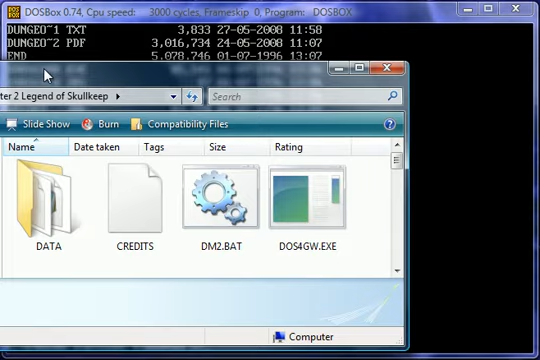 DOSBox 0.74, Cpu speed: 3000 cycles, Frameskip 0, Program: DOSBOX
DUNGEO~1 TXT 3,833 27-05-2008 11:58
DUNGEO~2 PDF 3,016,734 24-05-2008 11:07
END 5,078,746 01-07-1996 13:07
ter 2 Legend of Skullkeep
Search
Slide Show Burn Compatibility Files
Name Date taken Tags Size Rating
DATA CREDITS DM2.BAT DOS4GW.EXE
Computer